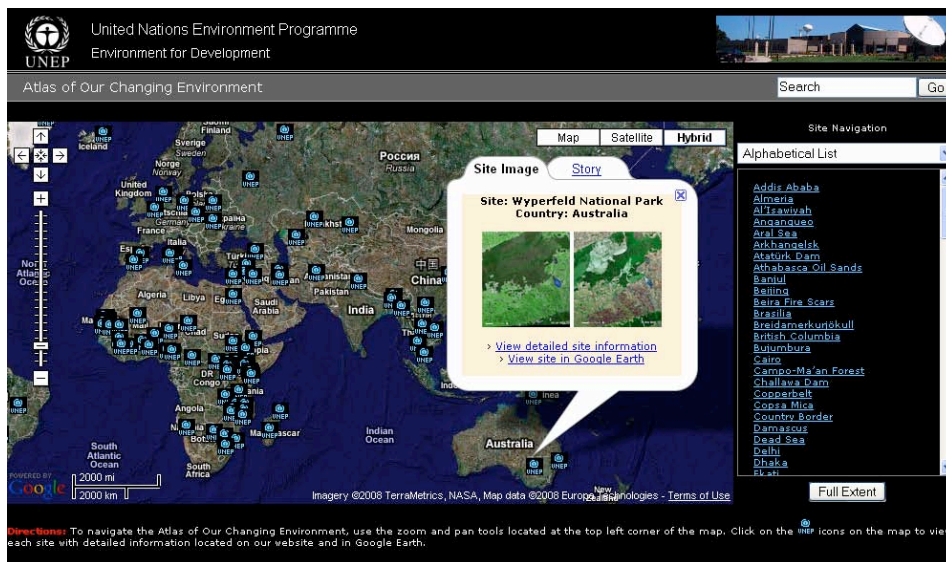 United Nations Environment Programme
UNEP
Environment for Development
Atlas of Our Changing Environment
Search
Go
Map
Satellite
Hybrid
Site Navigation
Alphabetical List
Site Image
Story
Site: Wyperfeld National Park
Country: Australia
› View detailed site information
› View site in Google Earth
Addis Ababa
Almeria
Al'Isawiyah
Angangueo
Aral Sea
Arkhangelsk
Atatürk Dam
Athabasca Oil Sands
Banjul
Beijing
Beira Fire Scars
Brasilia
Breidamerkurjökull
British Columbia
Bujumbura
Cairo
Campo-Ma'an Forest
Challawa Dam
Copperbelt
Copsa Mica
Country Border
Damascus
Dead Sea
Delhi
Dhaka
Ekati
Full Extent
Iceland
Finland
Sverige
Sweden
Norge
Norway
Россия
Russia
United
Kingdom
Germany
France
Italia
Mongolia
中国
China
Pakistan
India
Algeria
Libya
Saudi
Arabia
DR
Congo
Angola
South
Africa
South
Atlantic
Ocean
Indian
Ocean
Australia
POWERED BY
Google
2000 mi
2000 km
Imagery ©2008 TerraMetrics, NASA, Map data ©2008 Europa Technologies - Terms of Use
Directions: To navigate the Atlas of Our Changing Environment, use the zoom and pan tools located at the top left corner of the map. Click on the UNEP icons on the map to vie
each site with detailed information located on our website and in Google Earth.